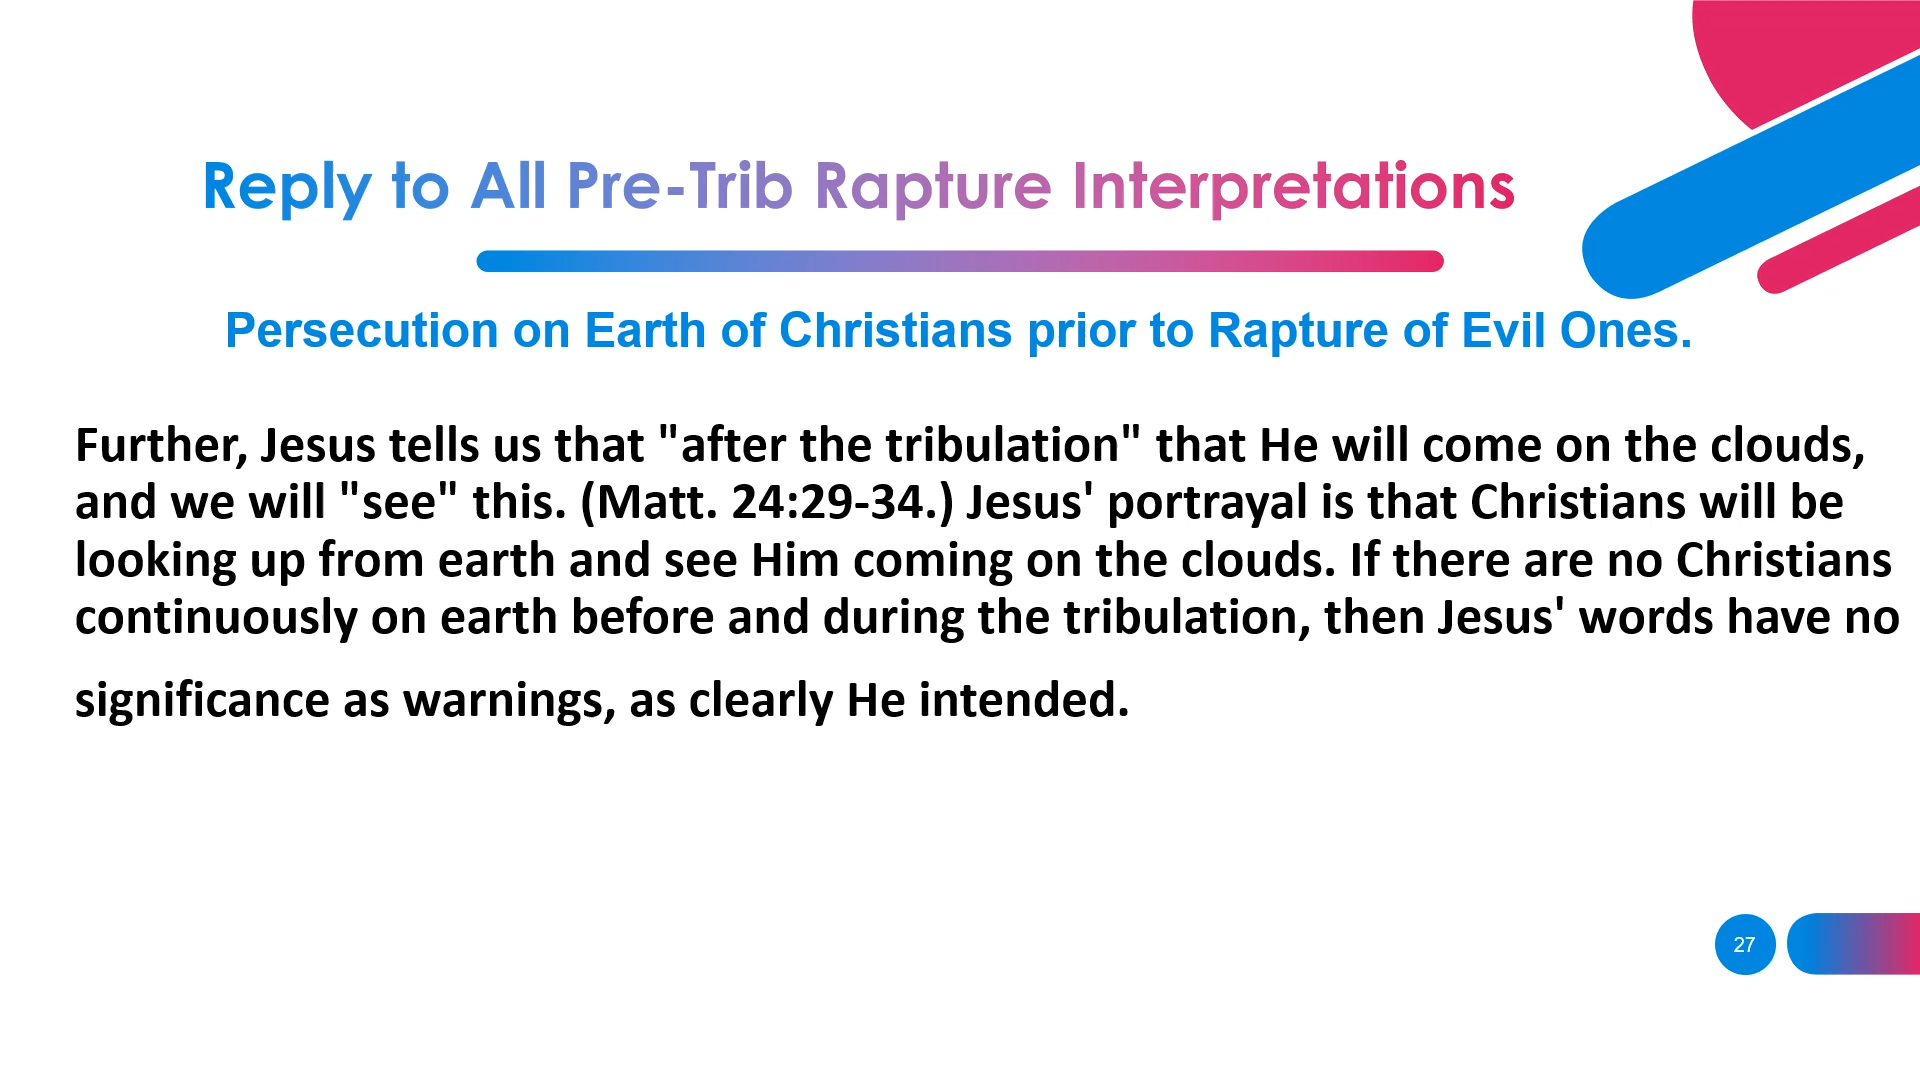 Reply to All Pre-Trib Rapture Interpretations
Persecution on Earth of Christians prior to Rapture of Evil Ones.
Further, Jesus tells us that "after the tribulation" that He will come on the clouds,
and we will "see" this. (Matt. 24:29-34.) Jesus' portrayal is that Christians will be
looking up from earth and see Him coming on the clouds. If there are no Christians
continuously on earth before and during the tribulation, then Jesus' words have no
significance as warnings, as clearly He intended.
27